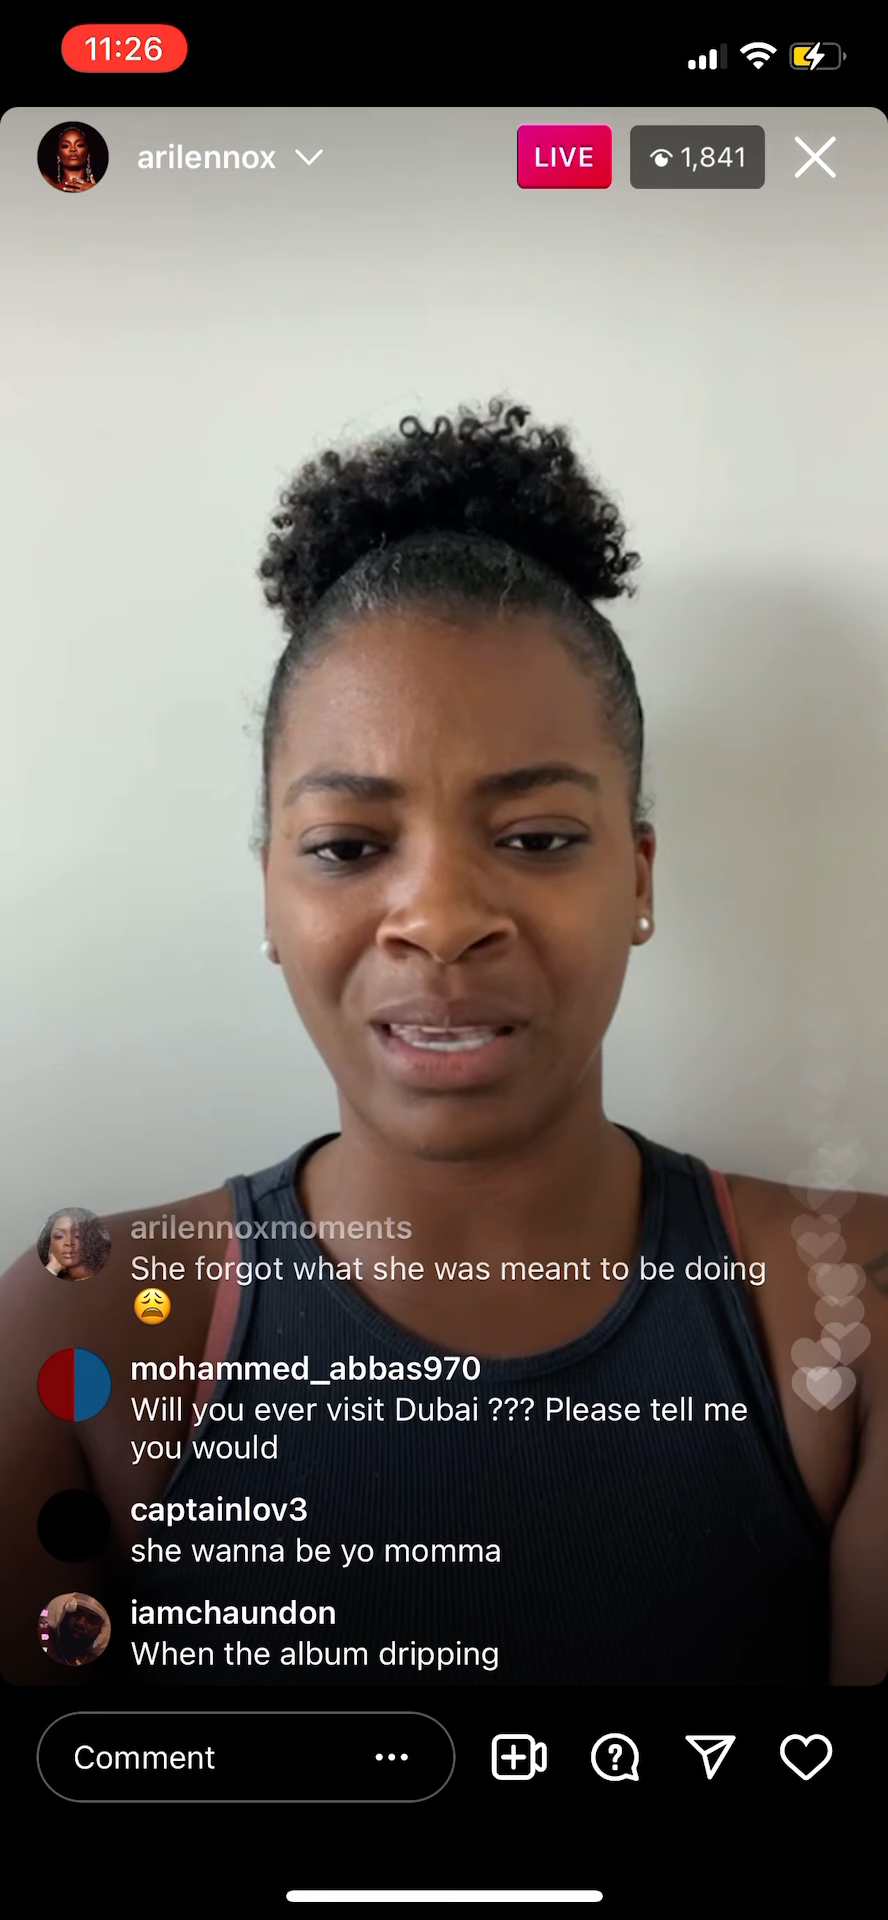 11:26
arilennox
LIVE
1,841
arilennoxmoments
She forgot what she was meant to be doing
😩
mohammed_abbas970
Will you ever visit Dubai ??? Please tell me
you would
captainlov3
she wanna be yo momma
iamchaundon
When the album dripping
Comment